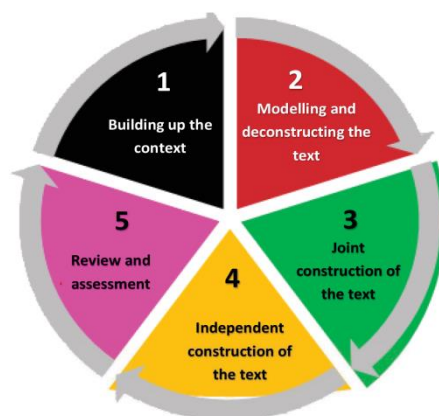 1
Building up the
context
2
Modelling and
deconstructing the
text
3
Joint
construction of
the text
4
Independent
construction of
the text
5
Review and
assessment